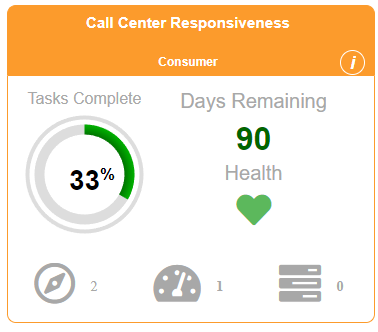 Call Center Responsiveness
Consumer
i
Tasks Complete
33%
Days Remaining
90
Health
2
1
0